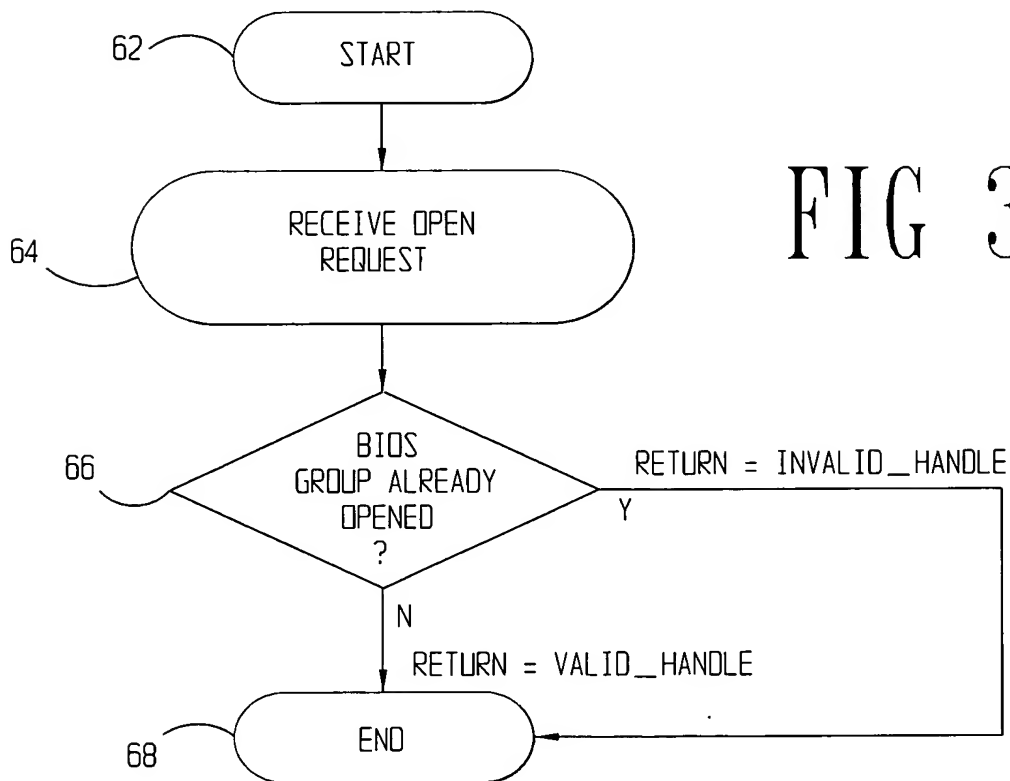 62
START
FIG 3
64
RECEIVE OPEN
REQUEST
66
BIOS
GROUP ALREADY
OPENED
?
RETURN = INVALID_HANDLE
Y
N
RETURN = VALID_HANDLE
68
END